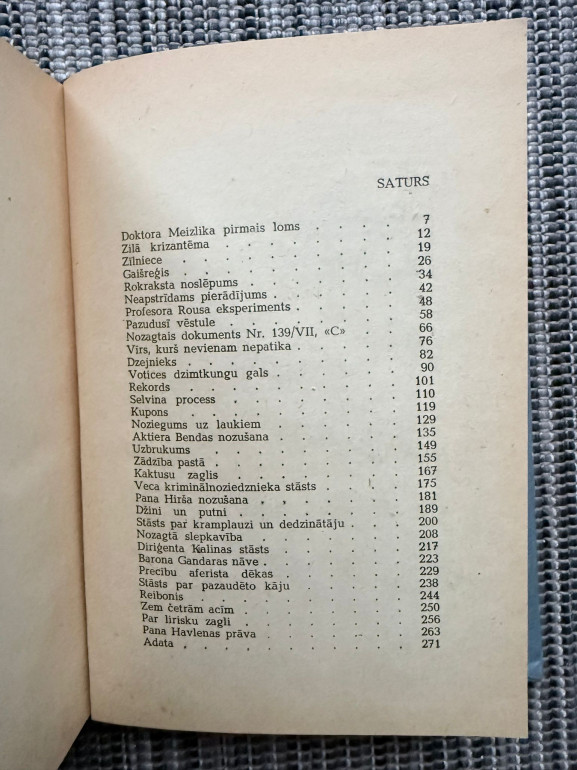 SATURS
Doktora Meizlika pirmais loms . . . . 7
Zilā krizantēma . . . . . . . 12
Zīlniece . . . . . . . . 19
Gaišreģis . . . . . . . . 26
Rokraksta noslēpums . . . . . . 34
Neapstrīdams pierādījums . . . . . 42
Profesora Rousa eksperiments . . . . 48
Pazudusī vēstule . . . . . . . 58
Nozagtais dokuments Nr. 139/VII, «C» . . 66
Vīrs, kurš nevienam nepatika . . . . 76
Dzejnieks . . . . . . . . 82
Votices dzimtkungu gals . . . . . 90
Rekords . . . . . . . . 101
Selvina process . . . . . . . 110
Kupons . . . . . . . . 119
Noziegums uz laukiem . . . . . 129
Aktiera Bendas nozušana . . . . . 135
Uzbrukums . . . . . . . 149
Zādzība pastā . . . . . . . 155
Kaktusu zaglis . . . . . . . 167
Veca kriminālnoziedznieka stāsts . . . 175
Pana Hirša nozušana . . . . . . 181
Džini un putni . . . . . . . 189
Stāsts par kramplauzi un dedzinātāju . . . 200
Nozagtā slepkavība . . . . . . 208
Diriģenta Kalinas stāsts . . . . . 217
Barona Gandaras nāve . . . . . . 223
Precību aferista dēkas . . . . . 229
Stāsts par pazaudēto kāju . . . . 238
Reibonis . . . . . . . . 244
Zem četrām acīm . . . . . . 250
Par lirisku zagli . . . . . . 256
Pana Havlenas prāva . . . . . . 263
Adata . . . . . . . . 271